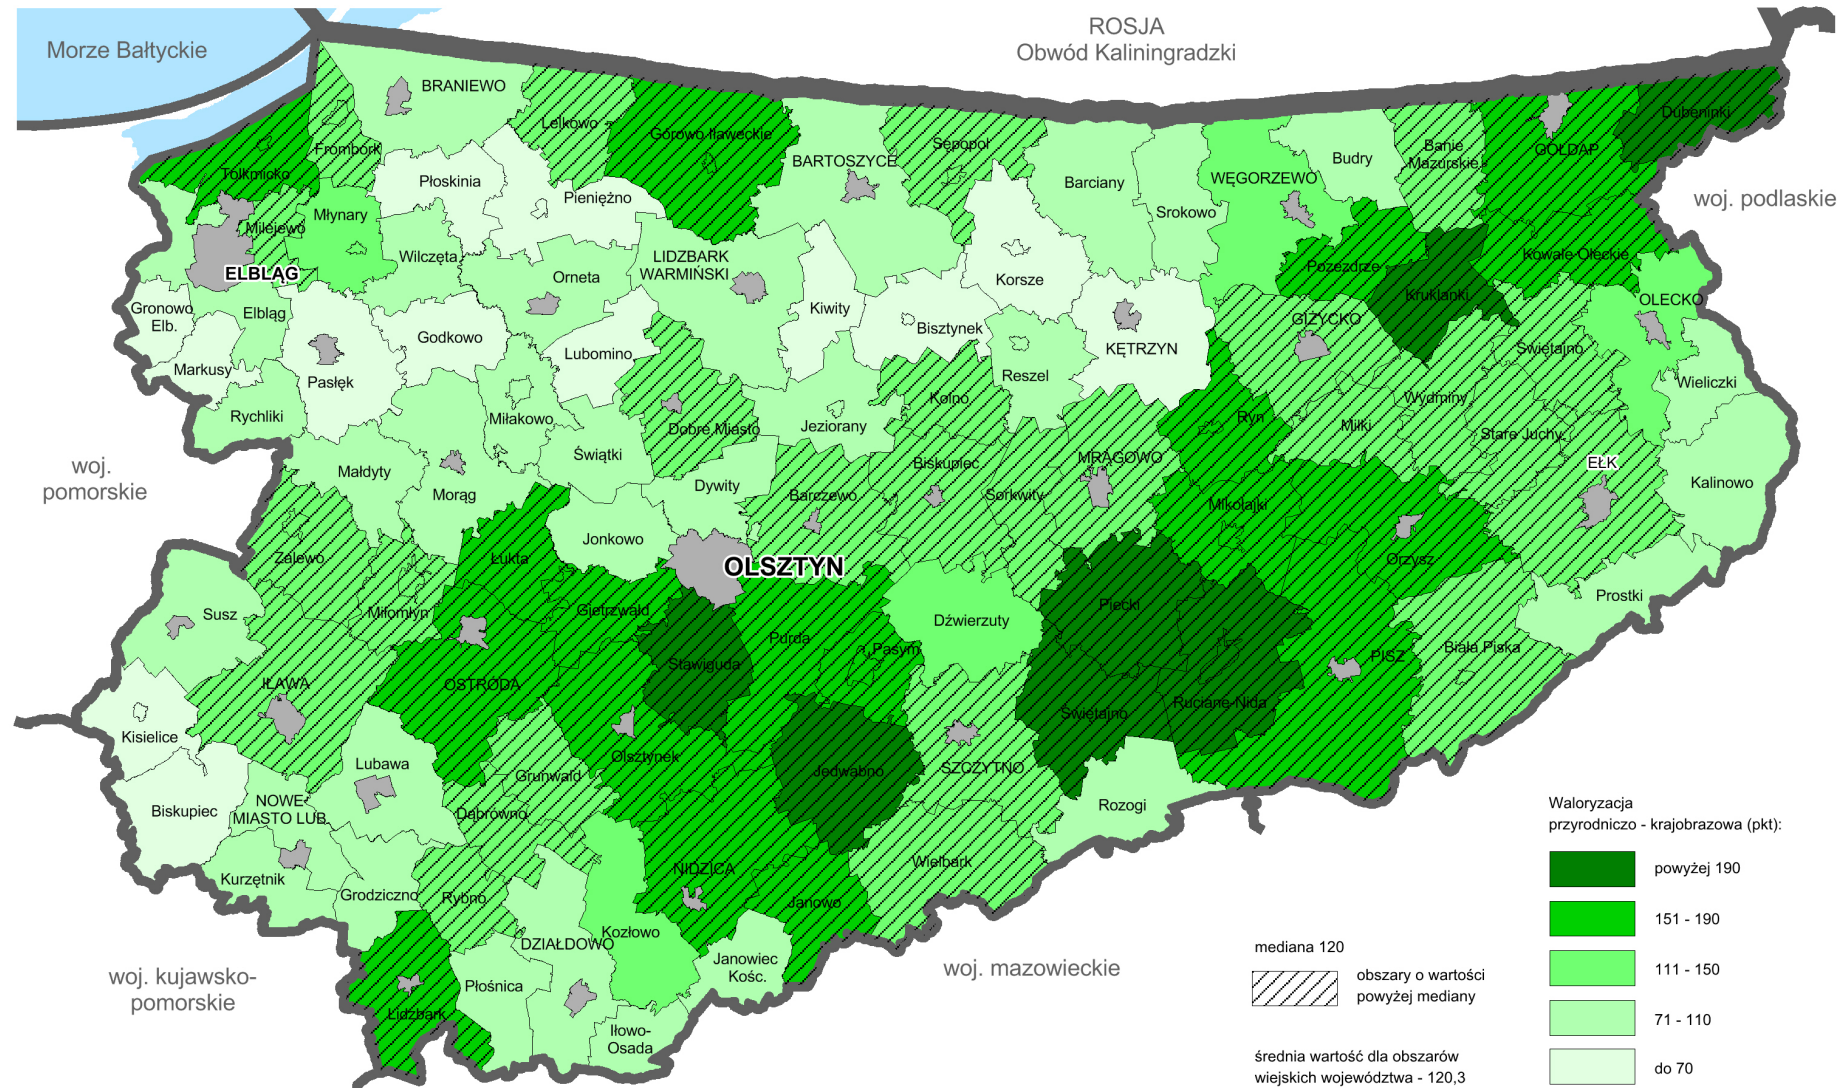 ROSJA
Obwód Kaliningradzki
Morze Bałtyckie
BRANIEWO
Lelkowo
Górowo Iławeckie
Dubeninki
Frombork
BARTOSZYCE
Sępopol
Banie
Mazurskie
GOŁDAP
Budry
Tolkmicko
Płoskinia
Pieniężno
Barciany
WĘGORZEWO
woj. podlaskie
Srokowo
Młynary
Milejewo
Wilczęta
LIDZBARK
WARMIŃSKI
Kowale Oleckie
Pozezdrze
ELBLĄG
Orneta
Korsze
Kruklanki
OLECKO
Gronowo
Elb.
Elbląg
Kiwity
Bisztynek
GIŻYCKO
Godkowo
Lubomino
KĘTRZYN
Świętajno
Markusy
Pasłęk
Reszel
Wieliczki
Kolno
Wydminy
Rychliki
Miłakowo
Dobre Miasto
Jeziorany
Ryn
Miłki
Stare Juchy
Świątki
woj.
pomorskie
Małdyty
Morąg
Biskupiec
MRĄGOWO
EŁK
Dywity
Barczewo
Sorkwity
Mikołajki
Kalinowo
Jonkowo
Zalewo
Łukta
OLSZTYN
Orzysz
Prostki
Susz
Miłomłyn
Gietrzwałd
Piecki
Dźwierzuty
Purda
Pasym
Biała Piska
Stawiguda
PISZ
IŁAWA
OSTRÓDA
Ruciane-Nida
Świętajno
Kisielice
Lubawa
Olsztynek
Jedwabno
SZCZYTNO
Grunwald
Rozogi
Biskupiec
NOWE
MIASTO LUB.
Dąbrówno
Wielbark
NIDZICA
Kurzętnik
Grodziczno
Rybno
Janowo
Kozłowo
DZIAŁDOWO
Janowiec
Kośc.
woj. kujawsko-
pomorskie
Płośnica
woj. mazowieckie
Lidzbark
Iłowo-
Osada
Waloryzacja
przyrodniczo - krajobrazowa (pkt):
powyżej 190
151 - 190
111 - 150
71 - 110
do 70
mediana 120
obszary o wartości
powyżej mediany
średnia wartość dla obszarów
wiejskich województwa - 120,3